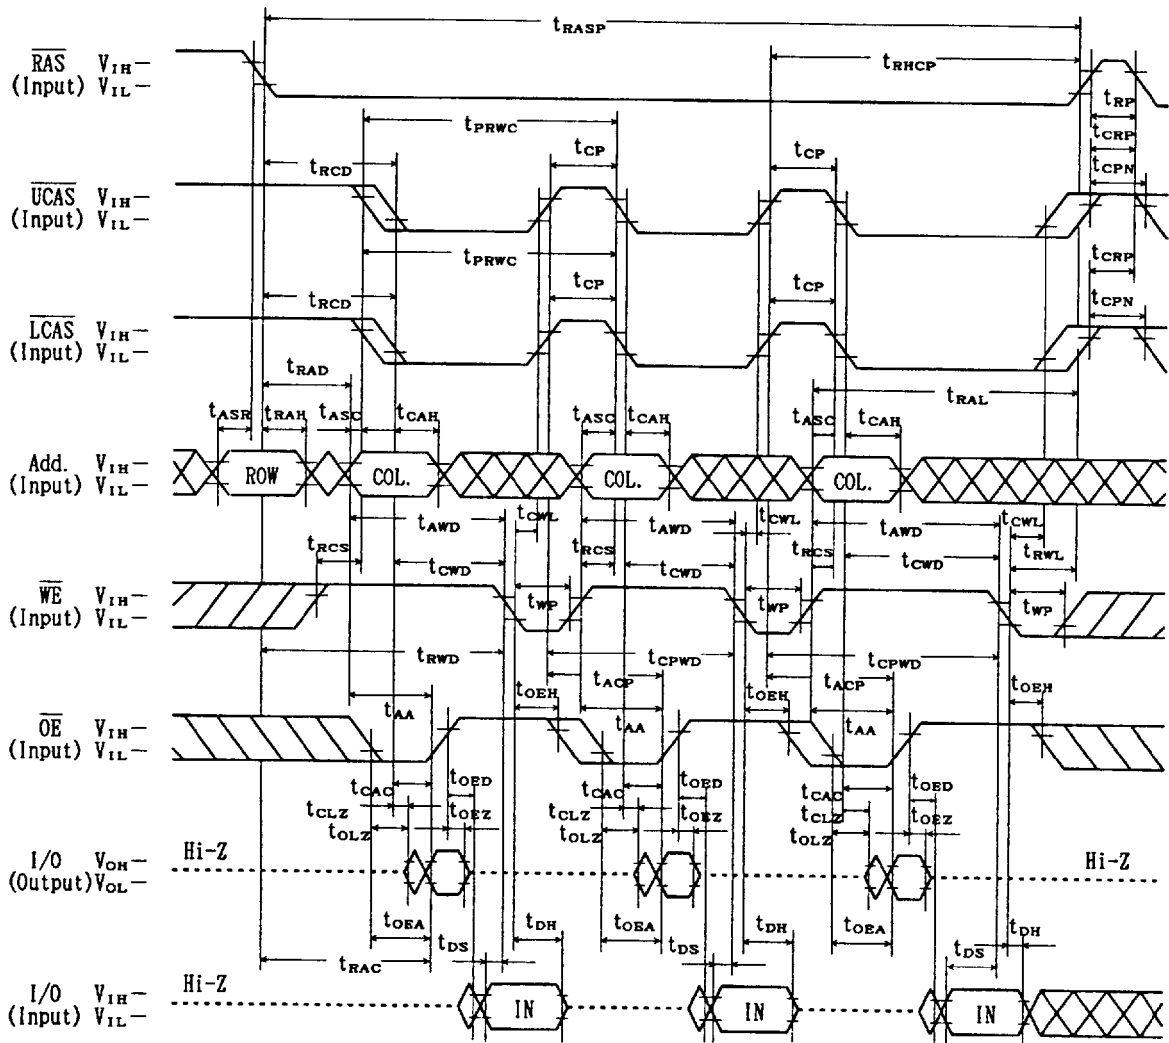 tRASP
RAS VIH
(Input) VIL
tRHCP
tRP
tPRWC
tCRP
tCP
tCP
tRCD
tCPN
UCAS VIH
(Input) VIL
tPRWC
tCRP
tCP
tCP
tRCD
tCPN
LCAS VIH
(Input) VIL
tRAD
tRAL
tASR tRAH tASC tCAH tASC tCAH tASC tCAH
Add. VIH
(Input) VIL
ROW COL. COL. COL.
tAWD tCWL tAWD tCWL tAWD tCWL
tRCS tCWD tRCS tCWD tRCS tCWD tRWL
WE VIH
(Input) VIL
tWP tWP tWP
tRWD tCPWD tCPWD
tACP tACP
tOEH tOEH tOEH
tAA tAA tAA
OE VIH
(Input) VIL
tOED tOED tOED
tCAC tCAC tCAC
tCLZ tOEZ tCLZ tOEZ tCLZ tOEZ
tOLZ tOLZ tOLZ
I/O VOH
(Output) VOL
Hi-Z Hi-Z
tOEA tDH tOEA tDH tOEA tDH
tDS tDS tDS
tRAC
I/O VIH
(Input) VIL
Hi-Z
IN IN IN